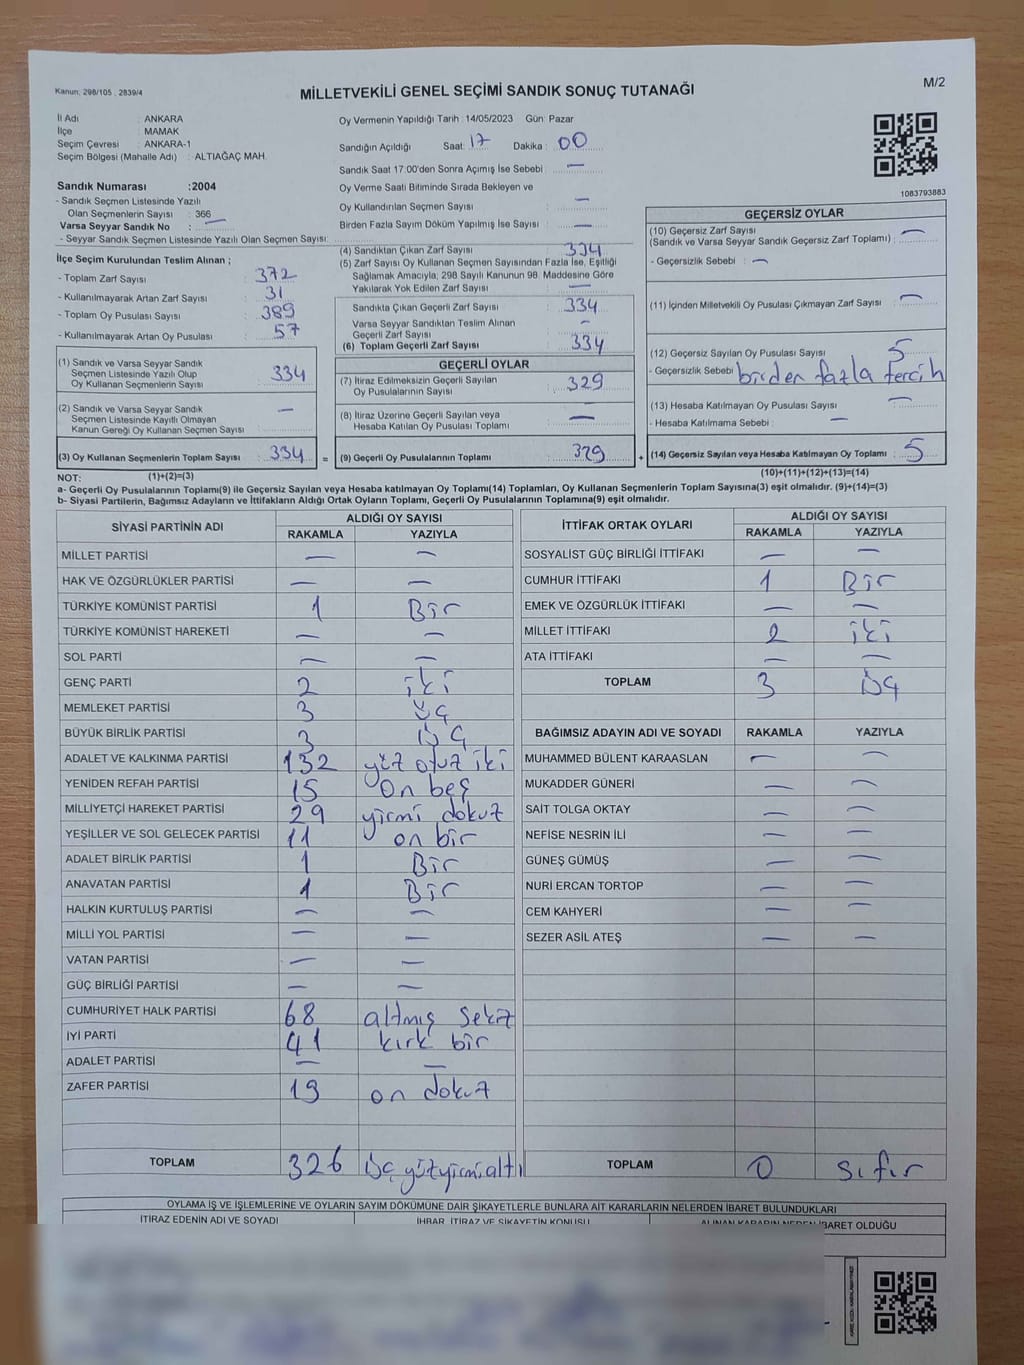 Kanun; 298/105 , 2839/4
MİLLETVEKİLİ GENEL SEÇİMİ SANDIK SONUÇ TUTANAĞI
M/2
İl Adı : ANKARA
İlçe : MAMAK
Seçim Çevresi : ANKARA-1
Seçim Bölgesi (Mahalle Adı) : ALTIAĞAÇ MAH.
Sandık Numarası :2004
- Sandık Seçmen Listesinde Yazılı
Olan Seçmenlerin Sayısı : 366
Varsa Seyyar Sandık No : —
- Seyyar Sandık Seçmen Listesinde Yazılı Olan Seçmen Sayısı:
İlçe Seçim Kurulundan Teslim Alınan ;
- Toplam Zarf Sayısı : 372
- Kullanılmayarak Artan Zarf Sayısı : 31
- Toplam Oy Pusulası Sayısı : 389
- Kullanılmayarak Artan Oy Pusulası : 57
(1) Sandık ve Varsa Seyyar Sandık
Seçmen Listesinde Yazılı Olup
Oy Kullanan Seçmenlerin Sayısı : 334
(2) Sandık ve Varsa Seyyar Sandık
Seçmen Listesinde Kayıtlı Olmayan
Kanun Gereği Oy Kullanan Seçmen Sayısı : —
(3) Oy Kullanan Seçmenlerin Toplam Sayısı : 334
Oy Vermenin Yapıldığı Tarih :14/05/2023 Gün: Pazar
Sandığın Açıldığı Saat: 17 Dakika : 00
Sandık Saat 17:00'den Sonra Açımış İse Sebebi : —
Oy Verme Saati Bitiminde Sırada Bekleyen ve
Oy Kullandırılan Seçmen Sayısı : —
Birden Fazla Sayım Döküm Yapılmış İse Sayısı : —
(4) Sandıktan Çıkan Zarf Sayısı : 334
(5) Zarf Sayısı Oy Kullanan Seçmen Sayısından Fazla İse, Eşitliği
Sağlamak Amacıyla, 298 Sayılı Kanunun 98. Maddesine Göre
Yakılarak Yok Edilen Zarf Sayısı : —
Sandıkta Çıkan Geçerli Zarf Sayısı : 334
Varsa Seyyar Sandıktan Teslim Alınan
Geçerli Zarf Sayısı : —
(6) Toplam Geçerli Zarf Sayısı : 334
GEÇERLİ OYLAR
(7) İtiraz Edilmeksizin Geçerli Sayılan
Oy Pusulalarının Sayısı : 329
(8) İtiraz Üzerine Geçerli Sayılan veya
Hesaba Katılan Oy Pusulası Toplamı : —
= (9) Geçerli Oy Pusulalarının Toplamı : 329 +
1083793883
GEÇERSİZ OYLAR
(10) Geçersiz Zarf Sayısı : —
(Sandık ve Varsa Seyyar Sandık Geçersiz Zarf Toplamı)
- Geçersizlik Sebebi : —
(11) İçinden Milletvekili Oy Pusulası Çıkmayan Zarf Sayısı : —
(12) Geçersiz Sayılan Oy Pusulası Sayısı : 5
- Geçersizlik Sebebi : birden fazla tercih
(13) Hesaba Katılmayan Oy Pusulası Sayısı : —
- Hesaba Katılmama Sebebi : —
(14) Geçersiz Sayılan veya Hesaba Katılmayan Oy Toplamı : 5
NOT: (1)+(2)=(3)
(10)+(11)+(12)+(13)=(14)
a- Geçerli Oy Pusulalarının Toplamı(9) ile Geçersiz Sayılan veya Hesaba katılmayan Oy Toplamı(14) Toplamları, Oy Kullanan Seçmenlerin Toplam Sayısına(3) eşit olmalıdır. (9)+(14)=(3)
b- Siyasi Partilerin, Bağımsız Adayların ve İttifakların Aldığı Ortak Oyların Toplamı, Geçerli Oy Pusulalarının Toplamına(9) eşit olmalıdır.
SİYASİ PARTİNİN ADI
ALDIĞI OY SAYISI
RAKAMLA YAZIYLA
MİLLET PARTİSİ — —
HAK VE ÖZGÜRLÜKLER PARTİSİ — —
TÜRKİYE KOMÜNİST PARTİSİ 1 Bir
TÜRKİYE KOMÜNİST HAREKETİ — —
SOL PARTİ — —
GENÇ PARTİ 2 iki
MEMLEKET PARTİSİ 3 Üç
BÜYÜK BİRLİK PARTİSİ 3 Üç
ADALET VE KALKINMA PARTİSİ 132 yüz otuz iki
YENİDEN REFAH PARTİSİ 15 On beş
MİLLİYETÇİ HAREKET PARTİSİ 29 yirmi dokuz
YEŞİLLER VE SOL GELECEK PARTİSİ 11 on bir
ADALET BİRLİK PARTİSİ 1 Bir
ANAVATAN PARTİSİ 1 Bir
HALKIN KURTULUŞ PARTİSİ — —
MİLLİ YOL PARTİSİ — —
VATAN PARTİSİ — —
GÜÇ BİRLİĞİ PARTİSİ — —
CUMHURİYET HALK PARTİSİ 68 altmış sekiz
İYİ PARTİ 41 kırk bir
ADALET PARTİSİ — —
ZAFER PARTİSİ 19 on dokuz
TOPLAM 326 Üç yüz yirmi altı
İTTİFAK ORTAK OYLARI
ALDIĞI OY SAYISI
RAKAMLA YAZIYLA
SOSYALİST GÜÇ BİRLİĞİ İTTİFAKI — —
CUMHUR İTTİFAKI 1 Bir
EMEK VE ÖZGÜRLÜK İTTİFAKI — —
MİLLET İTTİFAKI 2 iki
ATA İTTİFAKI — —
TOPLAM 3 Üç
BAĞIMSIZ ADAYIN ADI VE SOYADI RAKAMLA YAZIYLA
MUHAMMED BÜLENT KARAASLAN — —
MUKADDER GÜNERİ — —
SAİT TOLGA OKTAY — —
NEFİSE NESRİN İLİ — —
GÜNEŞ GÜMÜŞ — —
NURİ ERCAN TORTOP — —
CEM KAHYERİ — —
SEZER ASİL ATEŞ — —
TOPLAM 0 sıfır
OYLAMA İŞ VE İŞLEMLERİNE VE OYLARIN SAYIM DÖKÜMÜNE DAİR ŞİKAYETLERLE BUNLARA AİT KARARLARIN NELERDEN İBARET BULUNDUKLARI
İTİRAZ EDENİN ADI VE SOYADI İHBAR, İTİRAZ VE ŞİKAYETİN KONUSU ALINAN KARARIN NEDEN İBARET OLDUĞU